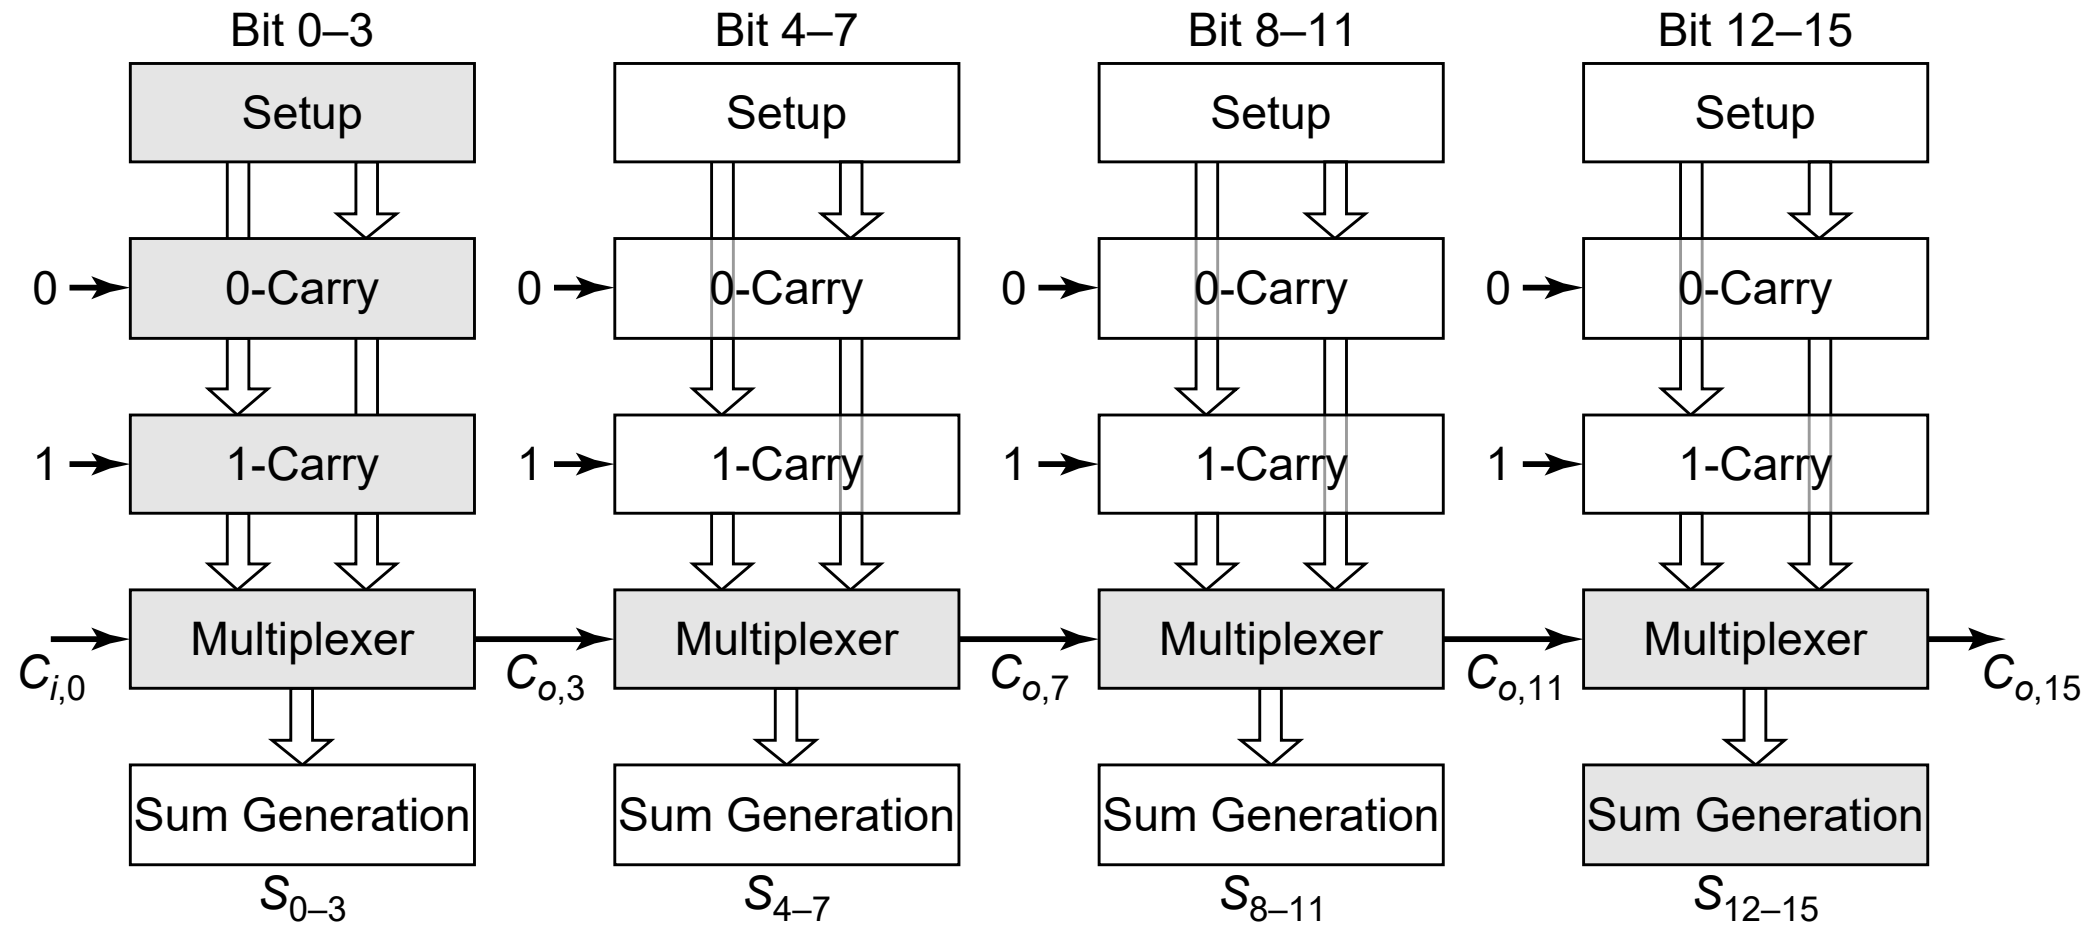 Bit 0–3 Bit 4–7 Bit 8–11 Bit 12–15
Setup Setup Setup Setup
0 0-Carry 0 0-Carry 0 0-Carry 0 0-Carry
1 1-Carry 1 1-Carry 1 1-Carry 1 1-Carry
Multiplexer Multiplexer Multiplexer Multiplexer
C_{i,0} C_{o,3} C_{o,7} C_{o,11} C_{o,15}
Sum Generation Sum Generation Sum Generation Sum Generation
S_{0–3} S_{4–7} S_{8–11} S_{12–15}